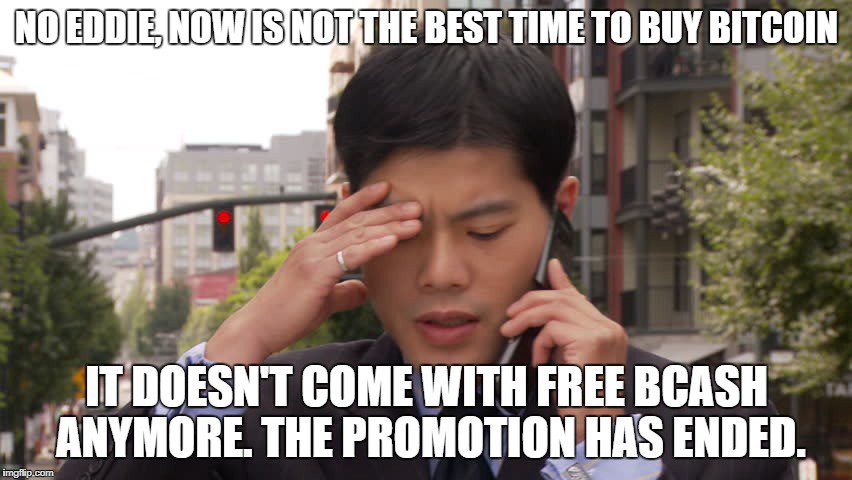 NO EDDIE, NOW IS NOT THE BEST TIME TO BUY BITCOIN
IT DOESN'T COME WITH FREE BCASH
ANYMORE. THE PROMOTION HAS ENDED.
imgflip.com